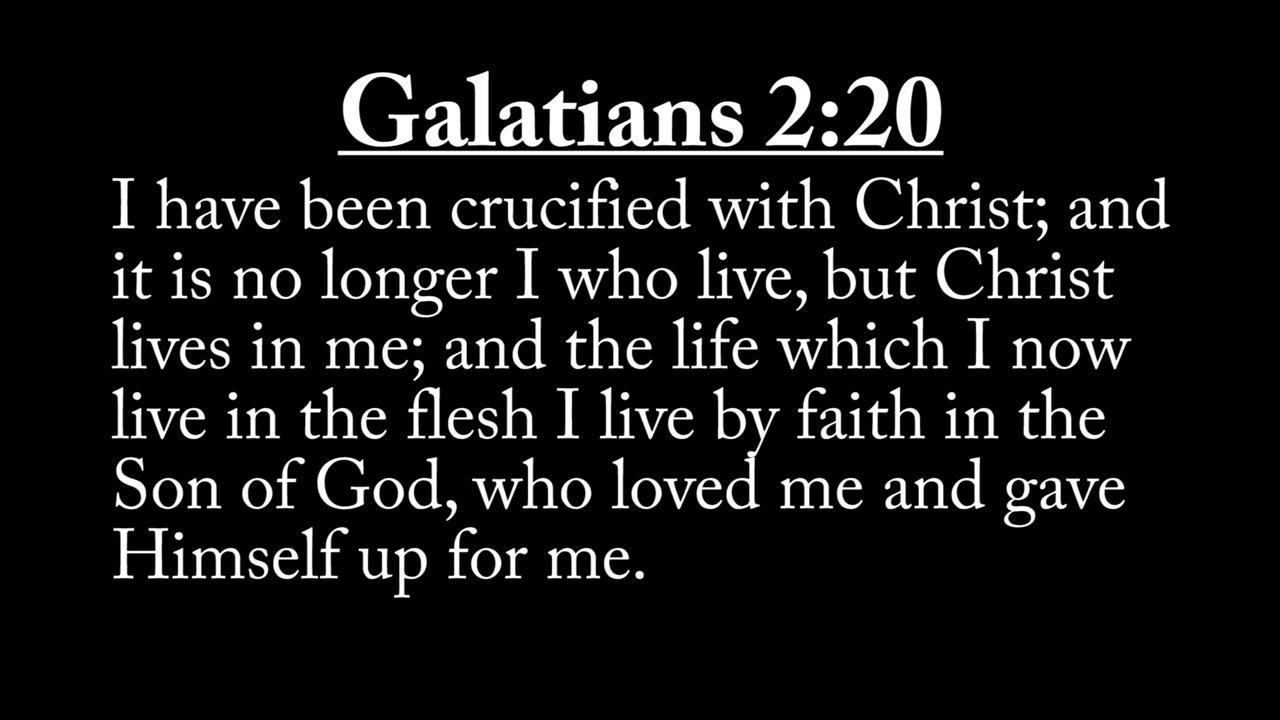 Galatians 2:20
I have been crucified with Christ; and
it is no longer I who live, but Christ
lives in me; and the life which I now
live in the flesh I live by faith in the
Son of God, who loved me and gave
Himself up for me.